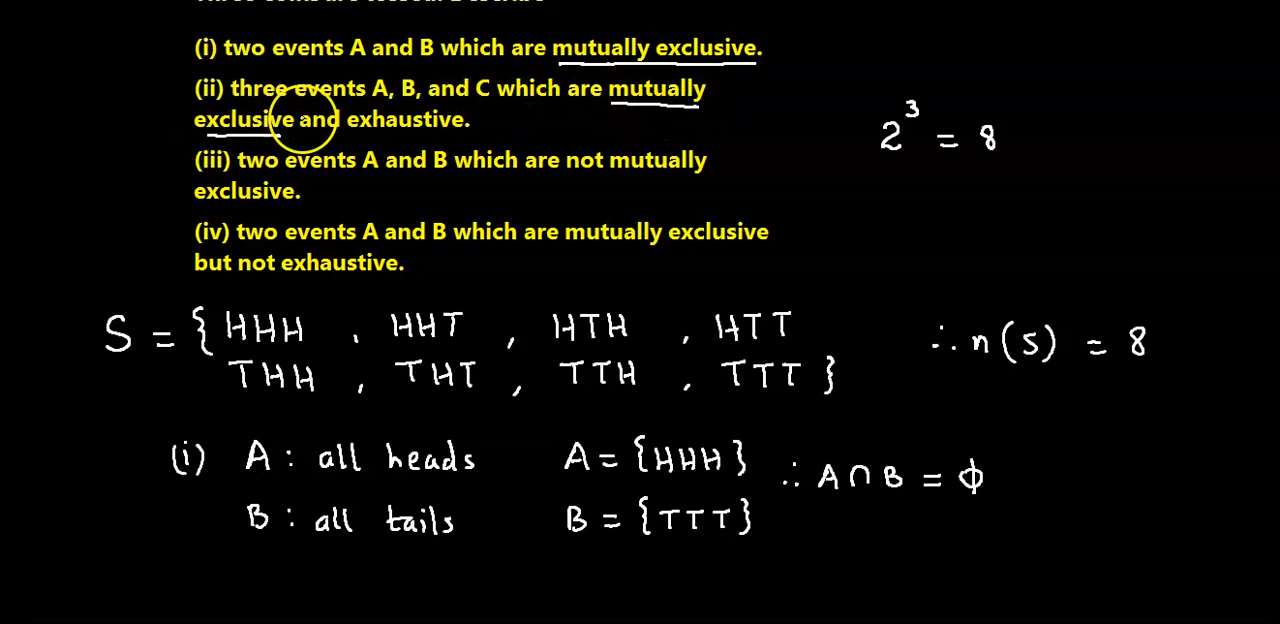 (i) two events A and B which are mutually exclusive.
(ii) three events A, B, and C which are mutually
exclusive and exhaustive.
2³ = 8
(iii) two events A and B which are not mutually
exclusive.
(iv) two events A and B which are mutually exclusive
but not exhaustive.
S = { HHH , HHT , HTH , HTT
THH , THT , TTH , TTT }
∴ n(s) = 8
(i) A : all heads A = {HHH}
B : all tails B = {TTT}
∴ A ∩ B = ϕ